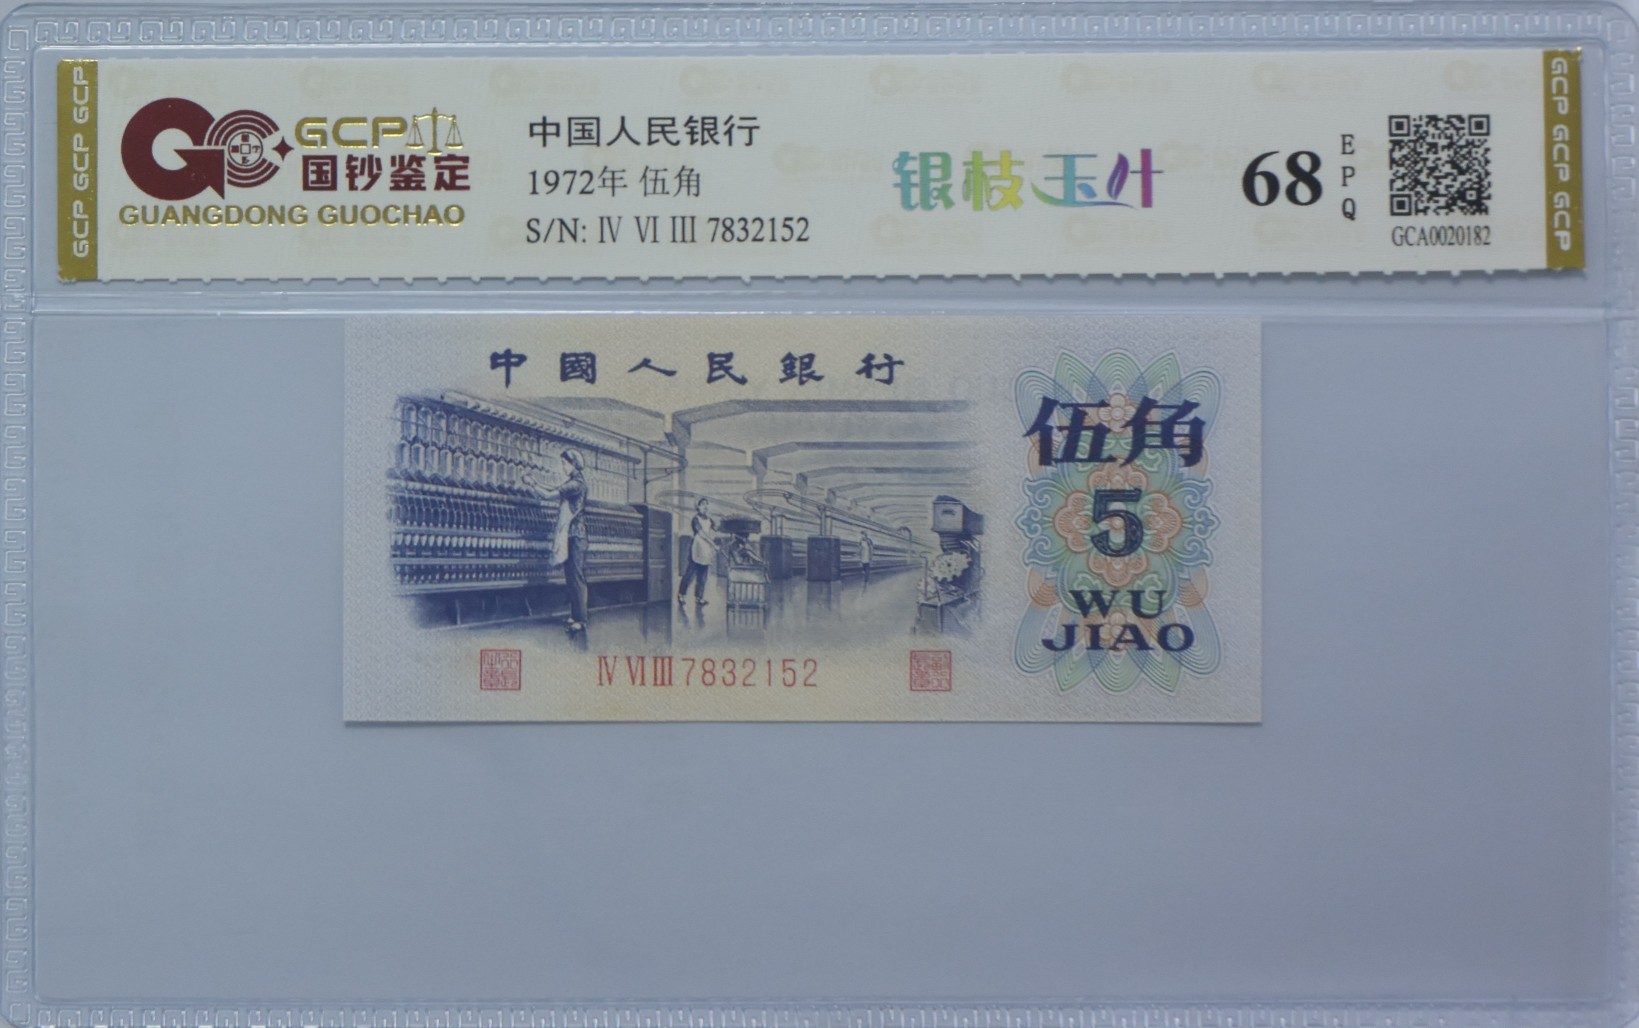 GCP GCP GCP
GCP
国钞鉴定
GUANGDONG GUOCHAO
中国人民银行
1972年 伍角
S/N: Ⅳ Ⅵ Ⅲ 7832152
银枝玉叶
68
EPQ
GCA0020182
GCP GCP GCP
中國人民銀行
伍角
5
WU
JIAO
Ⅳ Ⅵ Ⅲ 7832152